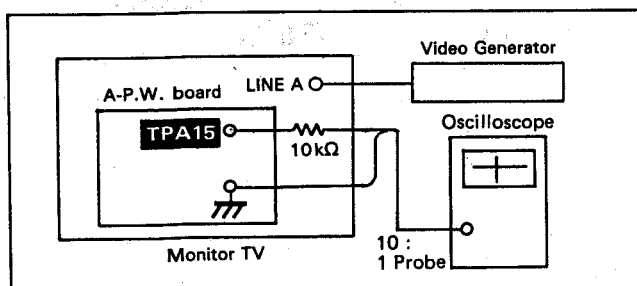 Video Generator
LINE A
A-P.W. board
Oscilloscope
TPA15
10kΩ
Monitor TV
10 :
1 Probe